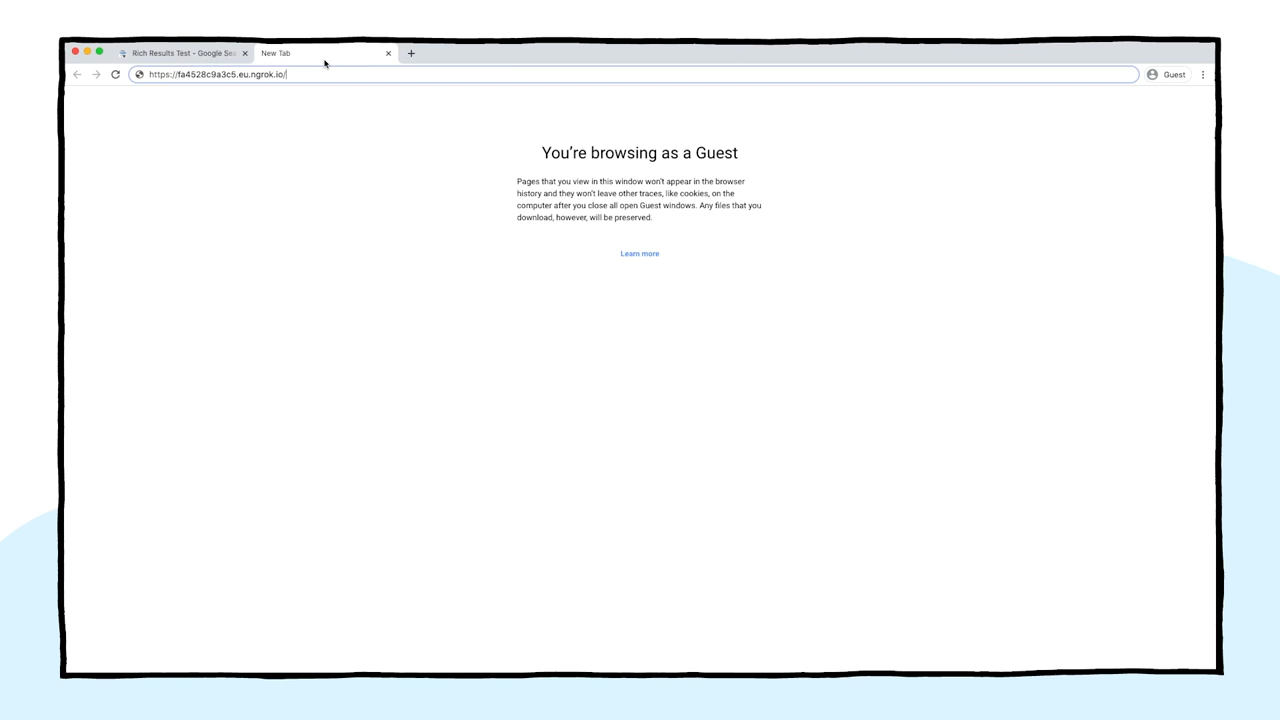 Rich Results Test - Google Sea
New Tab
https://fa4528c9a3c5.eu.ngrok.io/
Guest
You're browsing as a Guest
Pages that you view in this window won't appear in the browser
history and they won't leave other traces, like cookies, on the
computer after you close all open Guest windows. Any files that you
download, however, will be preserved.
Learn more